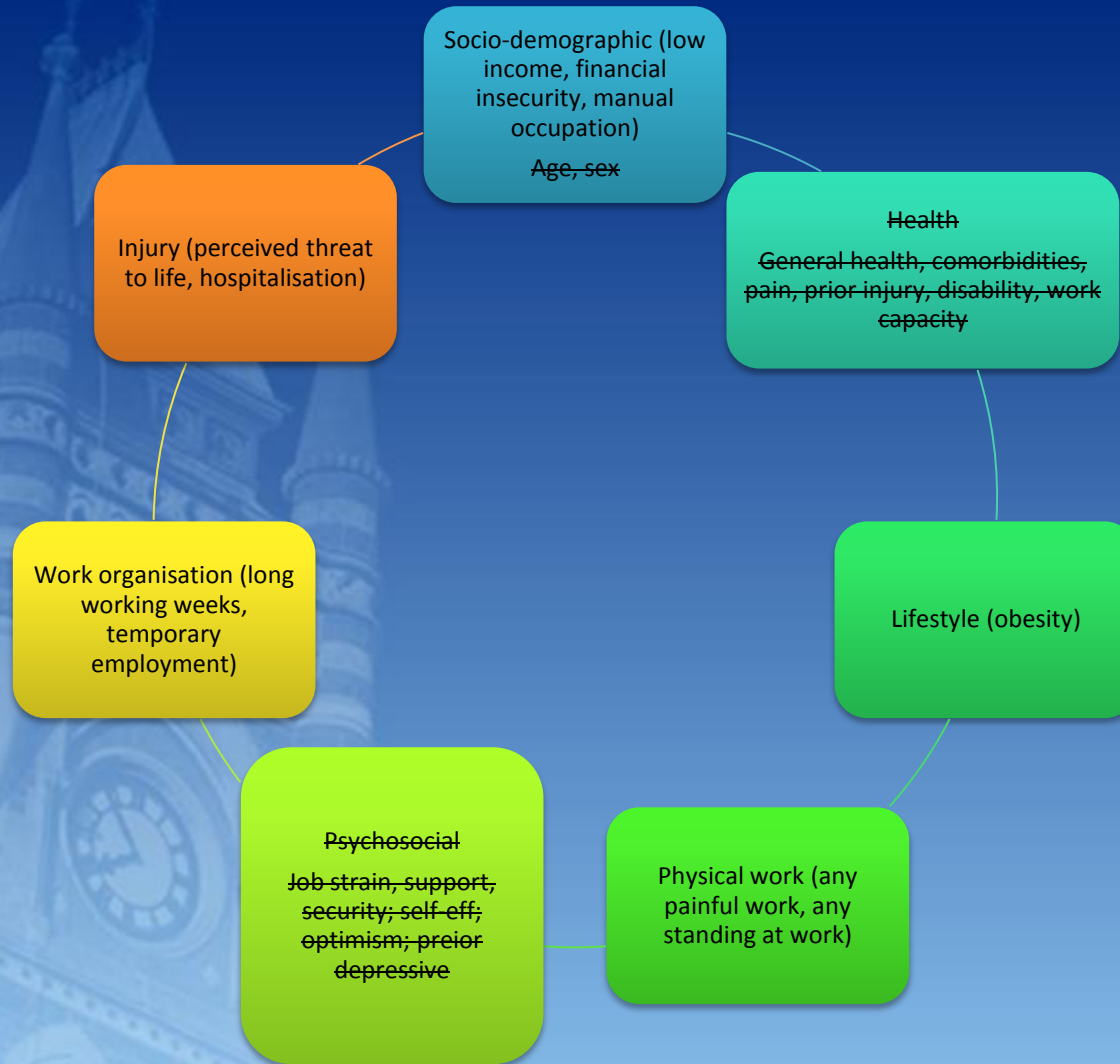 Socio-demographic (low
income, financial
insecurity, manual
occupation)
Age, sex
Health
General health, comorbidities,
pain, prior injury, disability, work
capacity
Lifestyle (obesity)
Physical work (any
painful work, any
standing at work)
Psychosocial
Job strain, support,
security; self-eff;
optimism; preior
depressive
Work organisation (long
working weeks,
temporary
employment)
Injury (perceived threat
to life, hospitalisation)